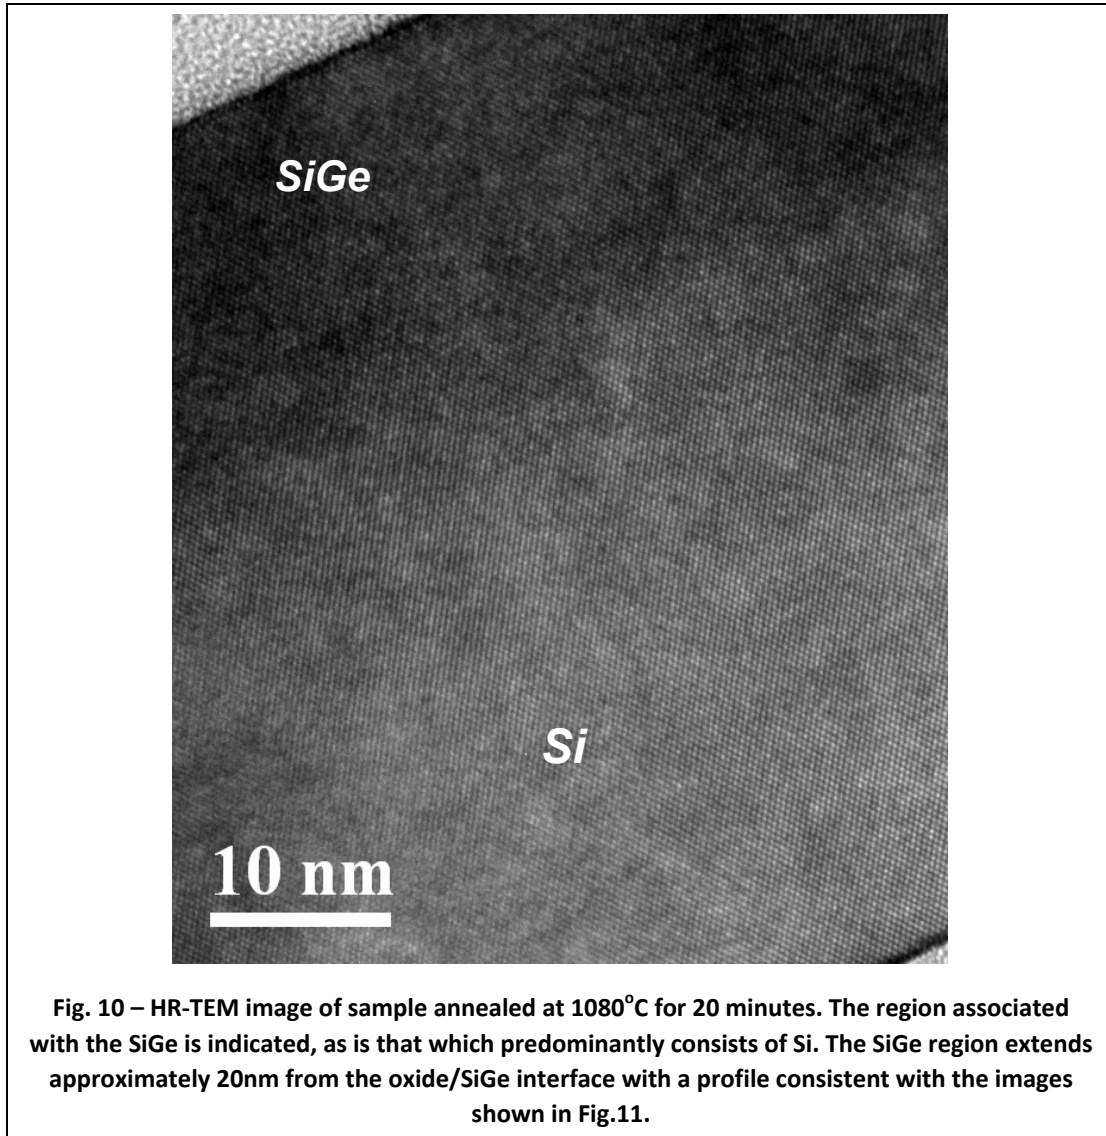 SiGe
Si
10 nm
Fig. 10 – HR-TEM image of sample annealed at 1080°C for 20 minutes. The region associated
with the SiGe is indicated, as is that which predominantly consists of Si. The SiGe region extends
approximately 20nm from the oxide/SiGe interface with a profile consistent with the images
shown in Fig.11.